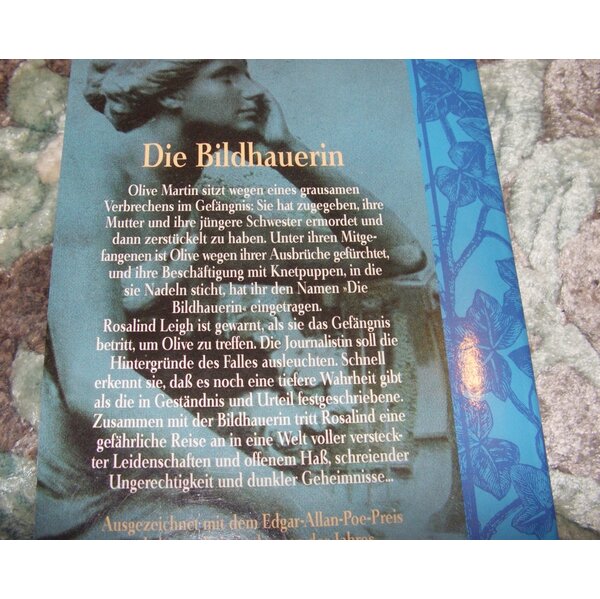 Die Bildhauerin
Olive Martin sitzt wegen eines grausamen
Verbrechens im Gefängnis: Sie hat zugegeben, ihre
Mutter und ihre jüngere Schwester ermordet und
dann zerstückelt zu haben. Unter ihren Mitge-
fangenen ist Olive wegen ihrer Ausbrüche gefürchtet,
und ihre Beschäftigung mit Knetpuppen, in die
sie Nadeln sticht, hat ihr den Namen »Die
Bildhauerin« eingetragen.
Rosalind Leigh ist gewarnt, als sie das Gefängnis
betritt, um Olive zu treffen. Die Journalistin soll die
Hintergründe des Falles ausleuchten. Schnell
erkennt sie, daß es noch eine tiefere Wahrheit gibt
als die in Geständnis und Urteil festgeschriebene.
Zusammen mit der Bildhauerin tritt Rosalind eine
gefährliche Reise an in eine Welt voller versteck-
ter Leidenschaften und offenem Haß, schreiender
Ungerechtigkeit und dunkler Geheimnisse...
Ausgezeichnet mit dem Edgar-Allan-Poe-Preis
des Jahres